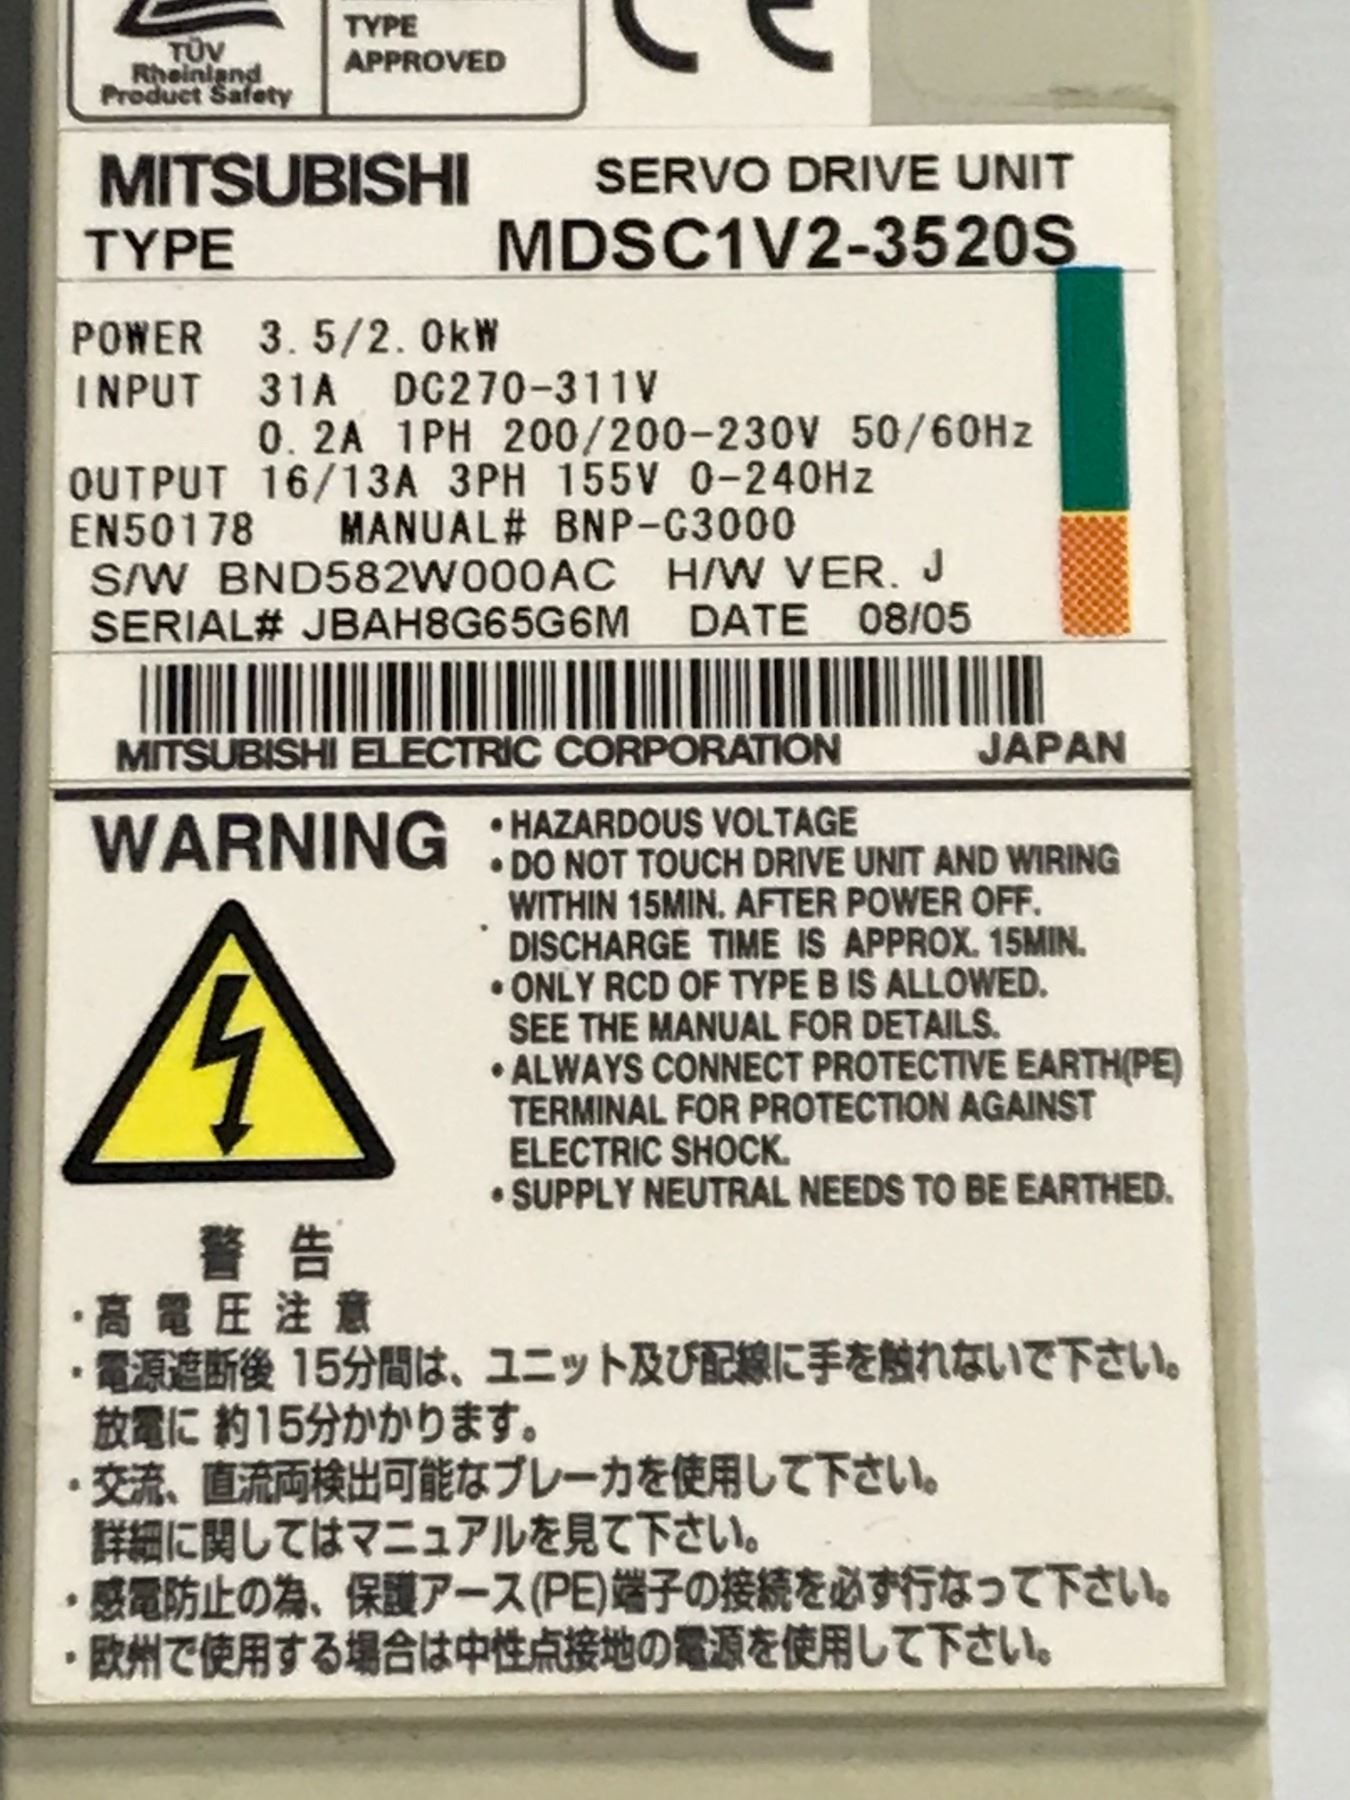 TÜV
Rheinland
Product Safety
TYPE
APPROVED
CE
MITSUBISHI SERVO DRIVE UNIT
TYPE MDSC1V2-3520S
POWER 3.5/2.0kW
INPUT 31A DC270-311V
0.2A 1PH 200/200-230V 50/60Hz
OUTPUT 16/13A 3PH 155V 0-240Hz
EN50178 MANUAL# BNP-C3000
S/W BND582W000AC H/W VER. J
SERIAL# JBAH8G65G6M DATE 08/05
MITSUBISHI ELECTRIC CORPORATION JAPAN
WARNING
• HAZARDOUS VOLTAGE
• DO NOT TOUCH DRIVE UNIT AND WIRING
WITHIN 15MIN. AFTER POWER OFF.
DISCHARGE TIME IS APPROX. 15MIN.
• ONLY RCD OF TYPE B IS ALLOWED.
SEE THE MANUAL FOR DETAILS.
• ALWAYS CONNECT PROTECTIVE EARTH(PE)
TERMINAL FOR PROTECTION AGAINST
ELECTRIC SHOCK.
• SUPPLY NEUTRAL NEEDS TO BE EARTHED.
警 告
・高 電 圧 注 意
・電源遮断後 15分間は、ユニット及び配線に手を触れないで下さい。
放電に 約15分かかります。
・交流、直流両検出可能なブレーカを使用して下さい。
詳細に関してはマニュアルを見て下さい。
・感電防止の為、保護アース(PE)端子の接続を必ず行なって下さい。
・欧州で使用する場合は中性点接地の電源を使用して下さい。